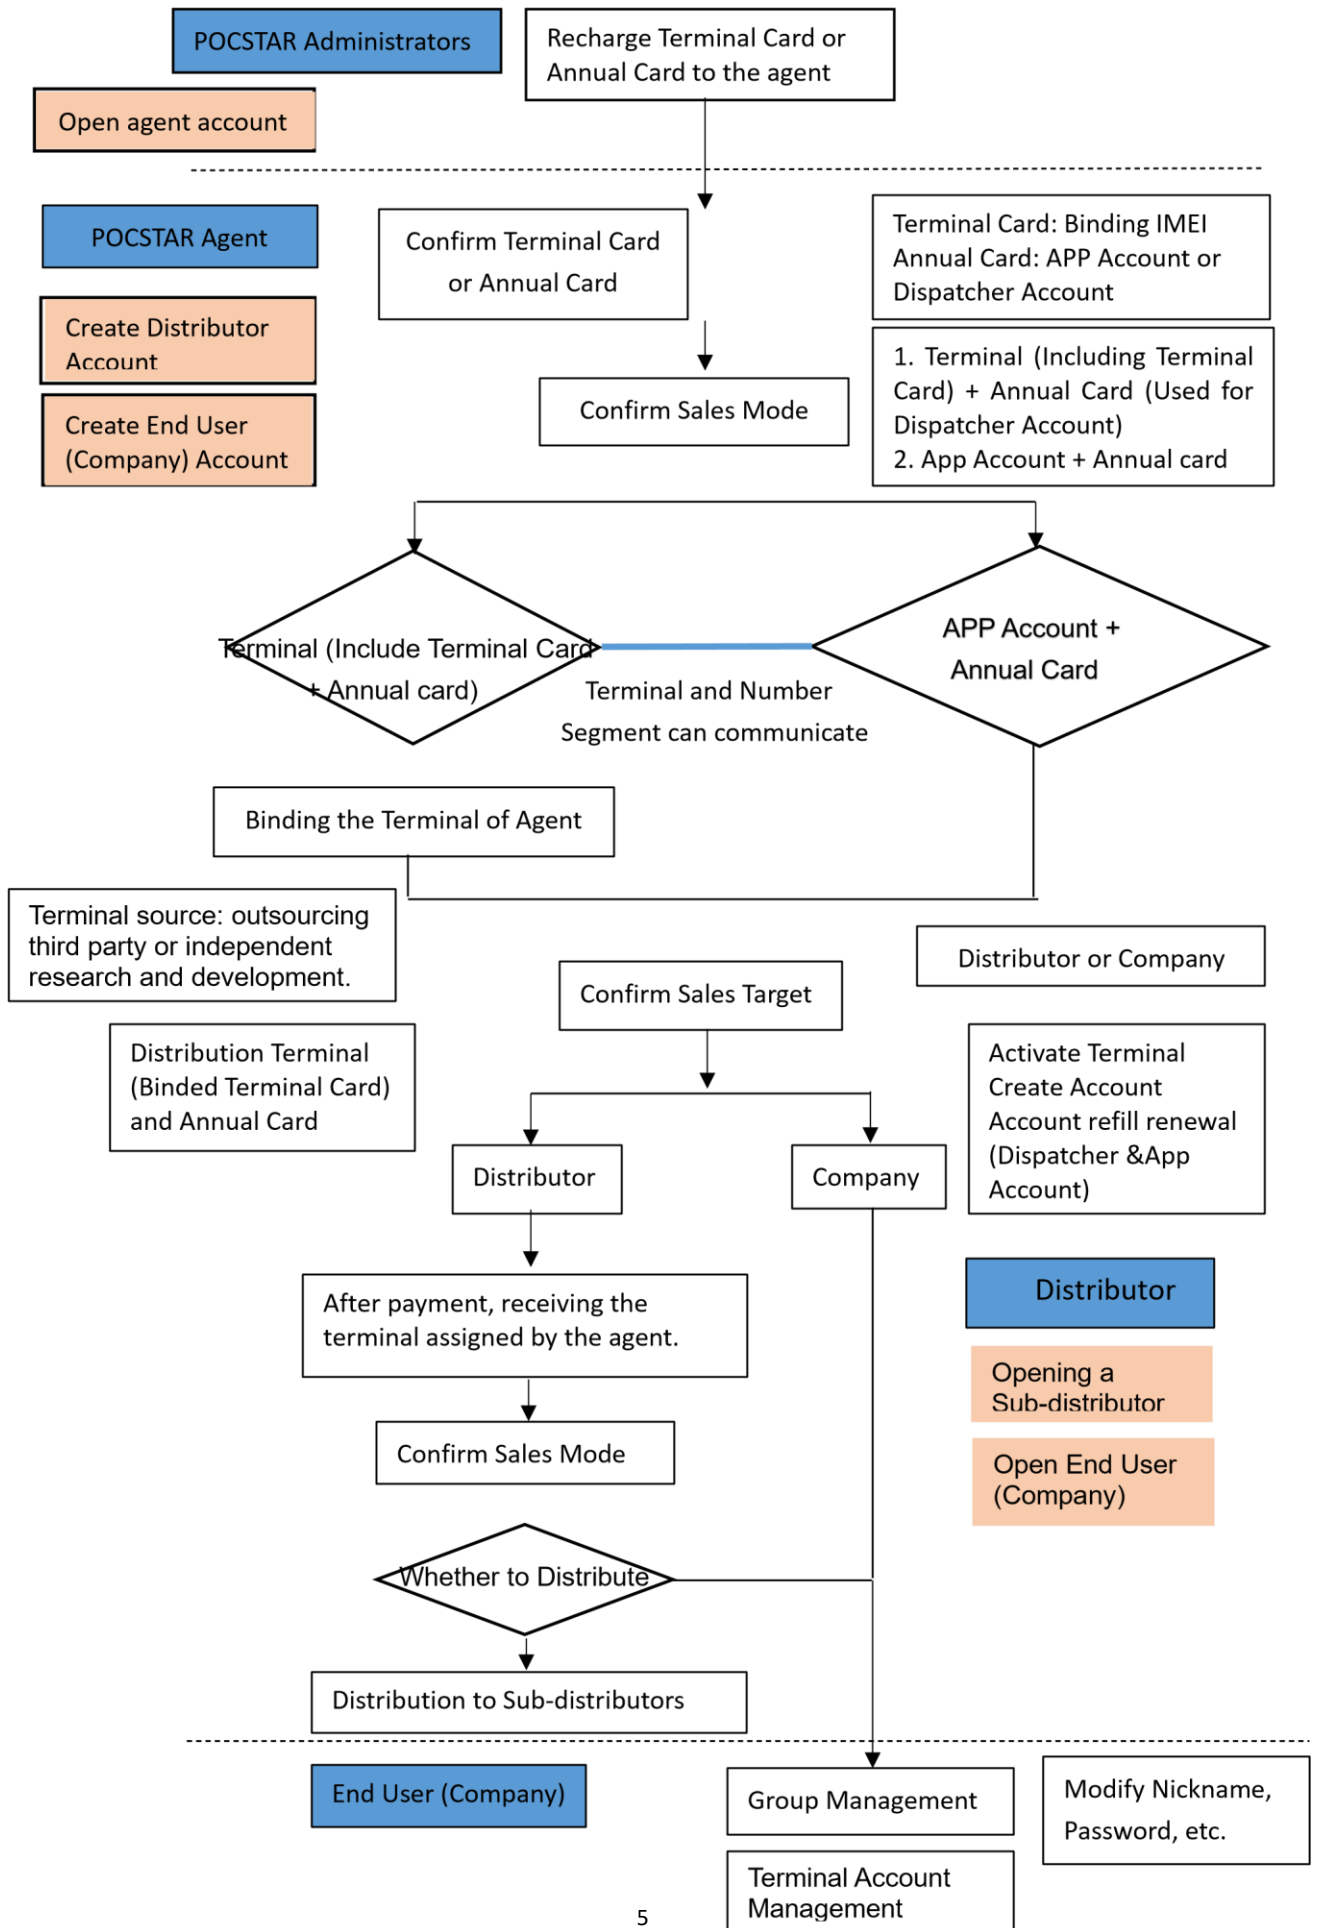 POCSTAR Administrators
Recharge Terminal Card or
Annual Card to the agent
Open agent account
POCSTAR Agent
Confirm Terminal Card
or Annual Card
Terminal Card: Binding IMEI
Annual Card: APP Account or
Dispatcher Account
Create Distributor
Account
1. Terminal (Including Terminal
Card) + Annual Card (Used for
Dispatcher Account)
2. App Account + Annual card
Confirm Sales Mode
Create End User
(Company) Account
Terminal (Include Terminal Card
+ Annual card)
APP Account +
Annual Card
Terminal and Number
Segment can communicate
Binding the Terminal of Agent
Terminal source: outsourcing
third party or independent
research and development.
Distributor or Company
Confirm Sales Target
Distribution Terminal
(Binded Terminal Card)
and Annual Card
Activate Terminal
Create Account
Account refill renewal
(Dispatcher &App
Account)
Distributor
Company
After payment, receiving the
terminal assigned by the agent.
Distributor
Opening a
Sub-distributor
Confirm Sales Mode
Open End User
(Company)
Whether to Distribute
Distribution to Sub-distributors
End User (Company)
Group Management
Modify Nickname,
Password, etc.
Terminal Account
Management
5